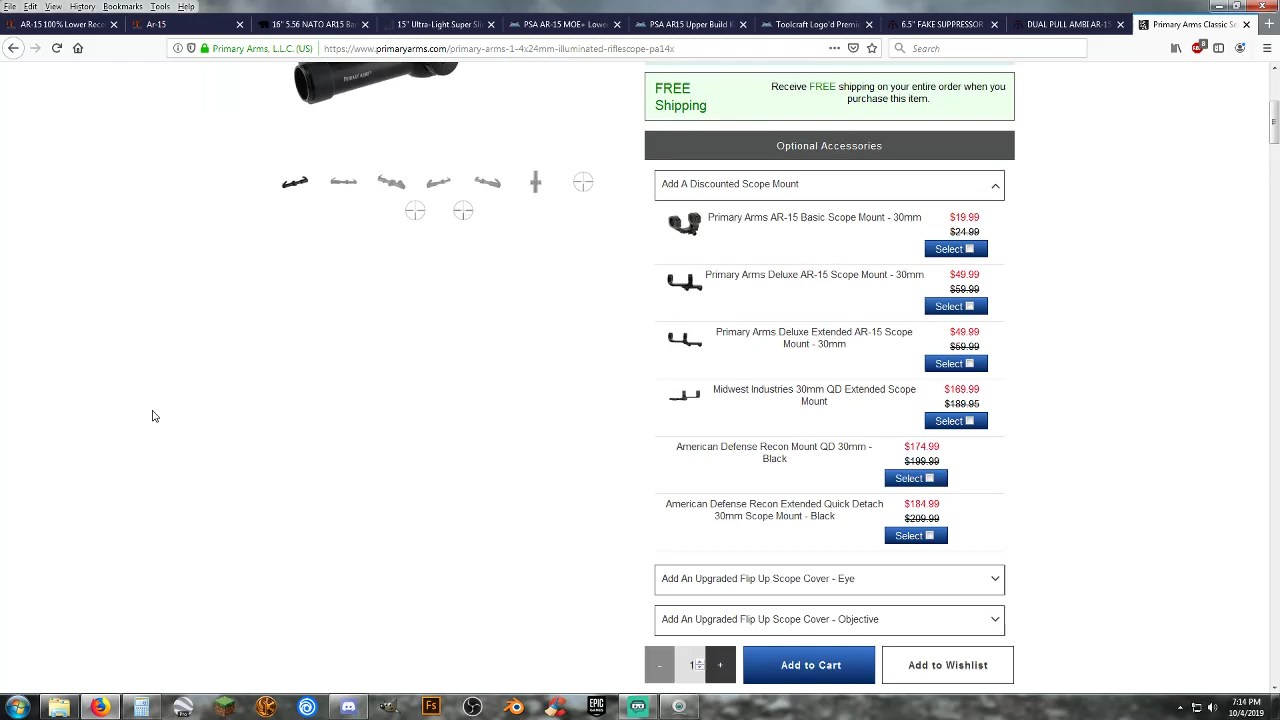 File Edit View History Bookmarks Tools Help
AR-15 100% Lower Rece
Ar-15
16" 5.56 NATO AR15 Bar
15" Ultra-Light Super Sli
PSA AR-15 MOE+ Lower
PSA AR15 Upper Build K
Toolcraft Logo'd Premi
6.5" FAKE SUPPRESSOR
DUAL PULL AMBI AR-15
Primary Arms Classic Se
Primary Arms, L.L.C. (US)
https://www.primaryarms.com/primary-arms-1-4x24mm-illuminated-riflescope-pa14x
Search
PRIMARY ARMS
FREE Shipping
Receive FREE shipping on your entire order when you
purchase this item.
Optional Accessories
Add A Discounted Scope Mount
Primary Arms AR-15 Basic Scope Mount - 30mm
$19.99
$24.99
Select
Primary Arms Deluxe AR-15 Scope Mount - 30mm
$49.99
$59.99
Select
Primary Arms Deluxe Extended AR-15 Scope
Mount - 30mm
$49.99
$59.99
Select
Midwest Industries 30mm QD Extended Scope
Mount
$169.99
$189.95
Select
American Defense Recon Mount QD 30mm -
Black
$174.99
$199.99
Select
American Defense Recon Extended Quick Detach
30mm Scope Mount - Black
$184.99
$209.99
Select
Add An Upgraded Flip Up Scope Cover - Eye
Add An Upgraded Flip Up Scope Cover - Objective
- 1 +
Add to Cart
Add to Wishlist
Fs
EPIC GAMES
7:14 PM
10/4/2019